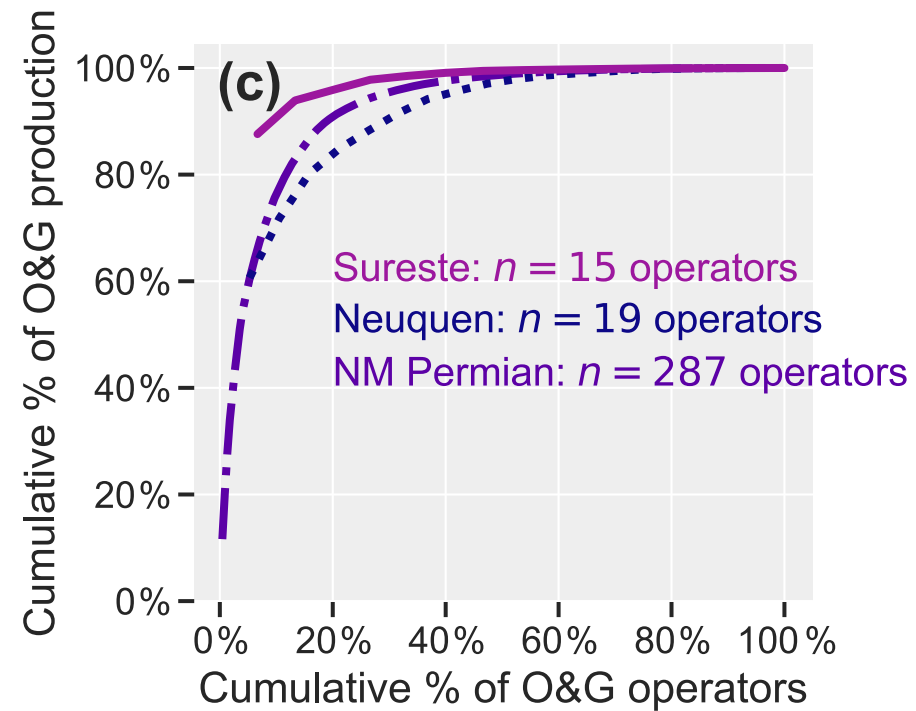 (c)
Cumulative % of O&G production
100%
80%
60%
40%
20%
0%
Sureste: n = 15 operators
Neuquen: n = 19 operators
NM Permian: n = 287 operators
0% 20% 40% 60% 80% 100%
Cumulative % of O&G operators